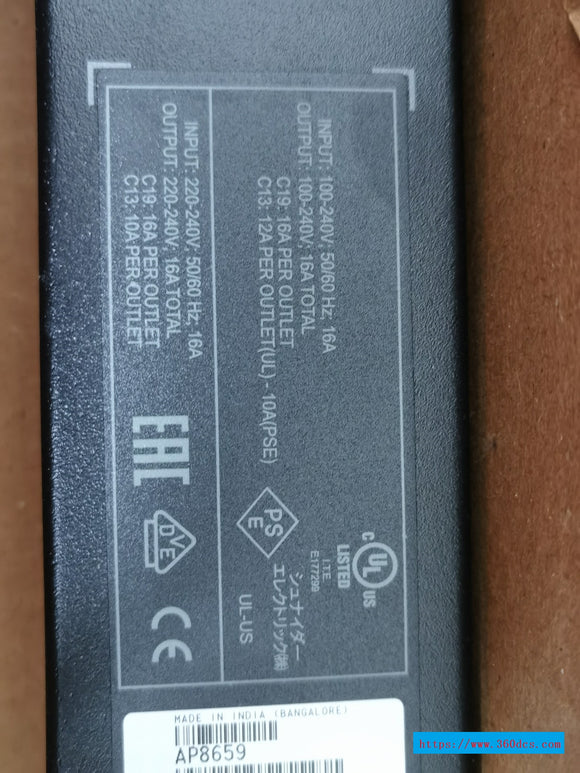 INPUT: 100-240V; 50/60 Hz; 16A
OUTPUT: 100-240V; 16A TOTAL
C19: 16A PER OUTLET
C13: 12A PER OUTLET(UL) - 10A(PSE)
PS
E
C
UL
US
LISTED
I.T.E.
E177299
シュナイダー
エレクトリック㈱
UL-US
INPUT: 220-240V; 50/60 Hz; 16A
OUTPUT: 220-240V; 16A TOTAL
C19: 16A PER OUTLET
C13: 10A PER OUTLET
EAC
DVE
CE
MADE IN INDIA (BANGALORE)
AP8659
https://www.360dcs.com